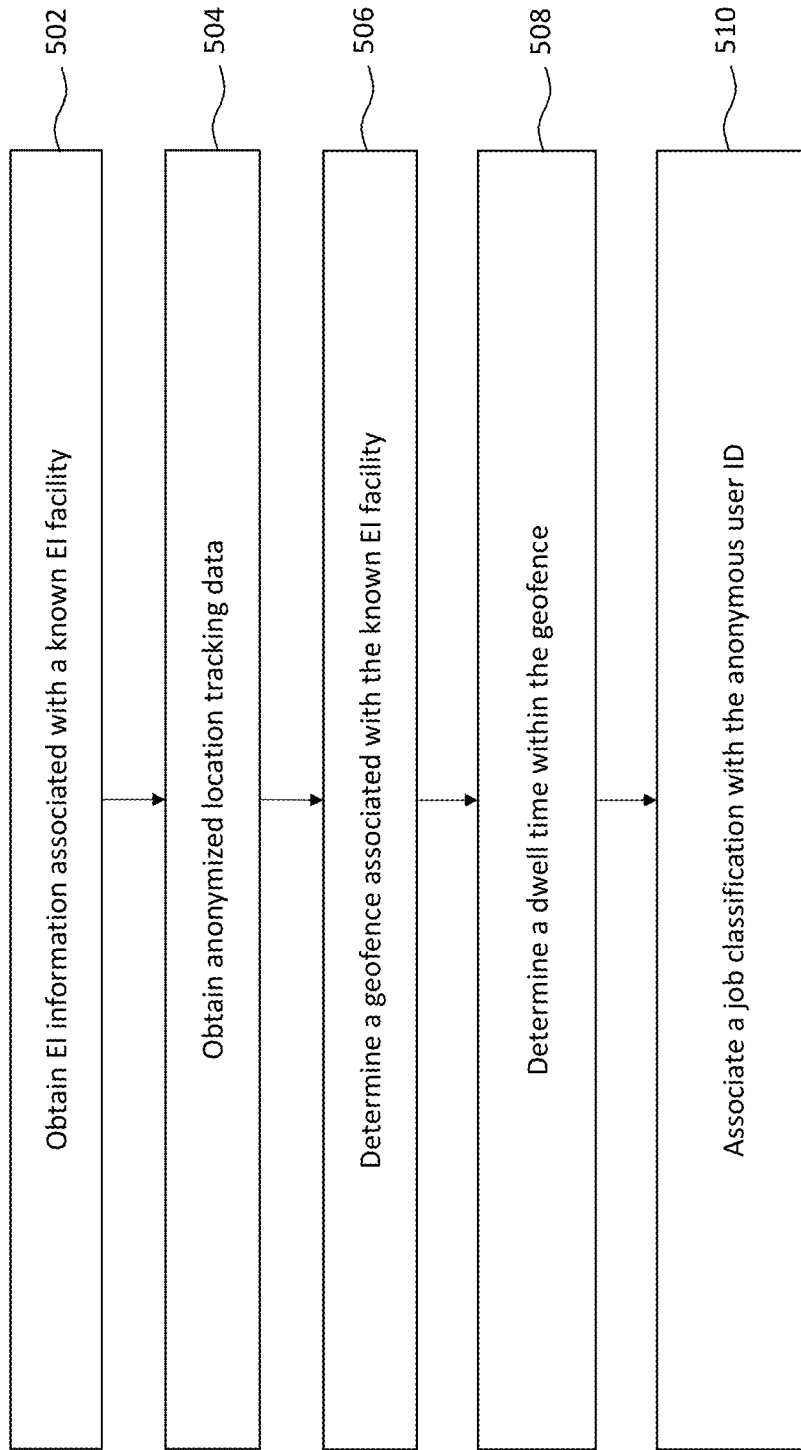 Obtain EI information associated with a known EI facility
502
Obtain anonymized location tracking data
504
Determine a geofence associated with the known EI facility
506
Determine a dwell time within the geofence
508
Associate a job classification with the anonymous user ID
510